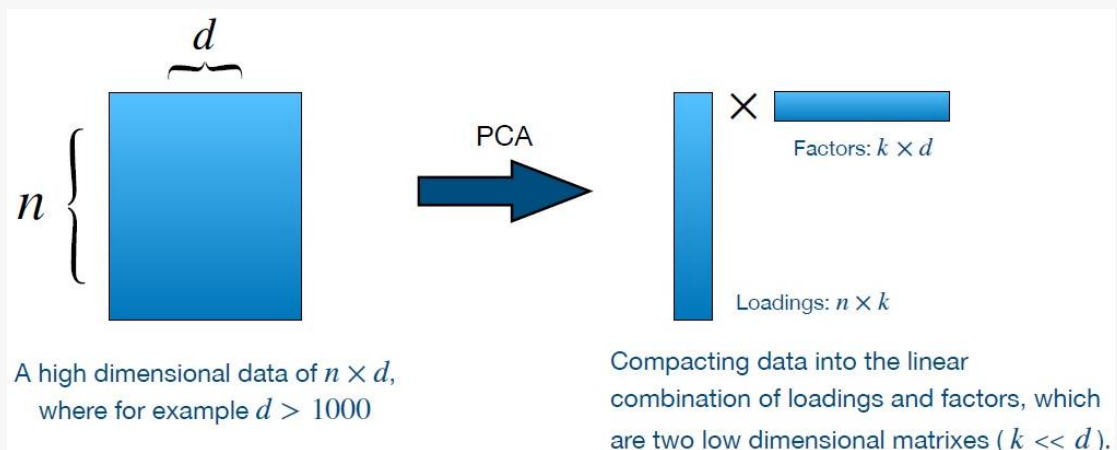 d
n
A high dimensional data of n × d,
where for example d > 1000
PCA
×
Factors: k × d
Loadings: n × k
Compacting data into the linear
combination of loadings and factors, which
are two low dimensional matrixes ( k << d ).